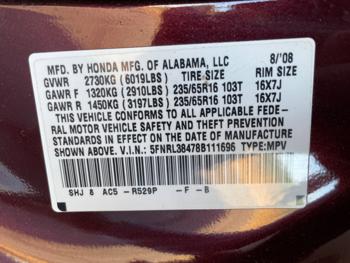 MFD. BY HONDA MFG. OF ALABAMA, LLC 8/'08
GVWR 2730KG (6019LBS) TIRE SIZE RIM SIZE
GAWR F 1320KG (2910LBS) 235/65R16 103T 16X7J
GAWR R 1450KG (3197LBS) 235/65R16 103T 16X7J
THIS VEHICLE CONFORMS TO ALL APPLICABLE FEDE-
RAL MOTOR VEHICLE SAFETY AND THEFT PREVENTION
STANDARDS IN EFFECT ON THE DATE OF MANUFACTURE
SHOWN ABOVE. V.I.N.: 5FNRL38478B111696 TYPE:MPV
SHJ 8 AC5 - R529P -F -B